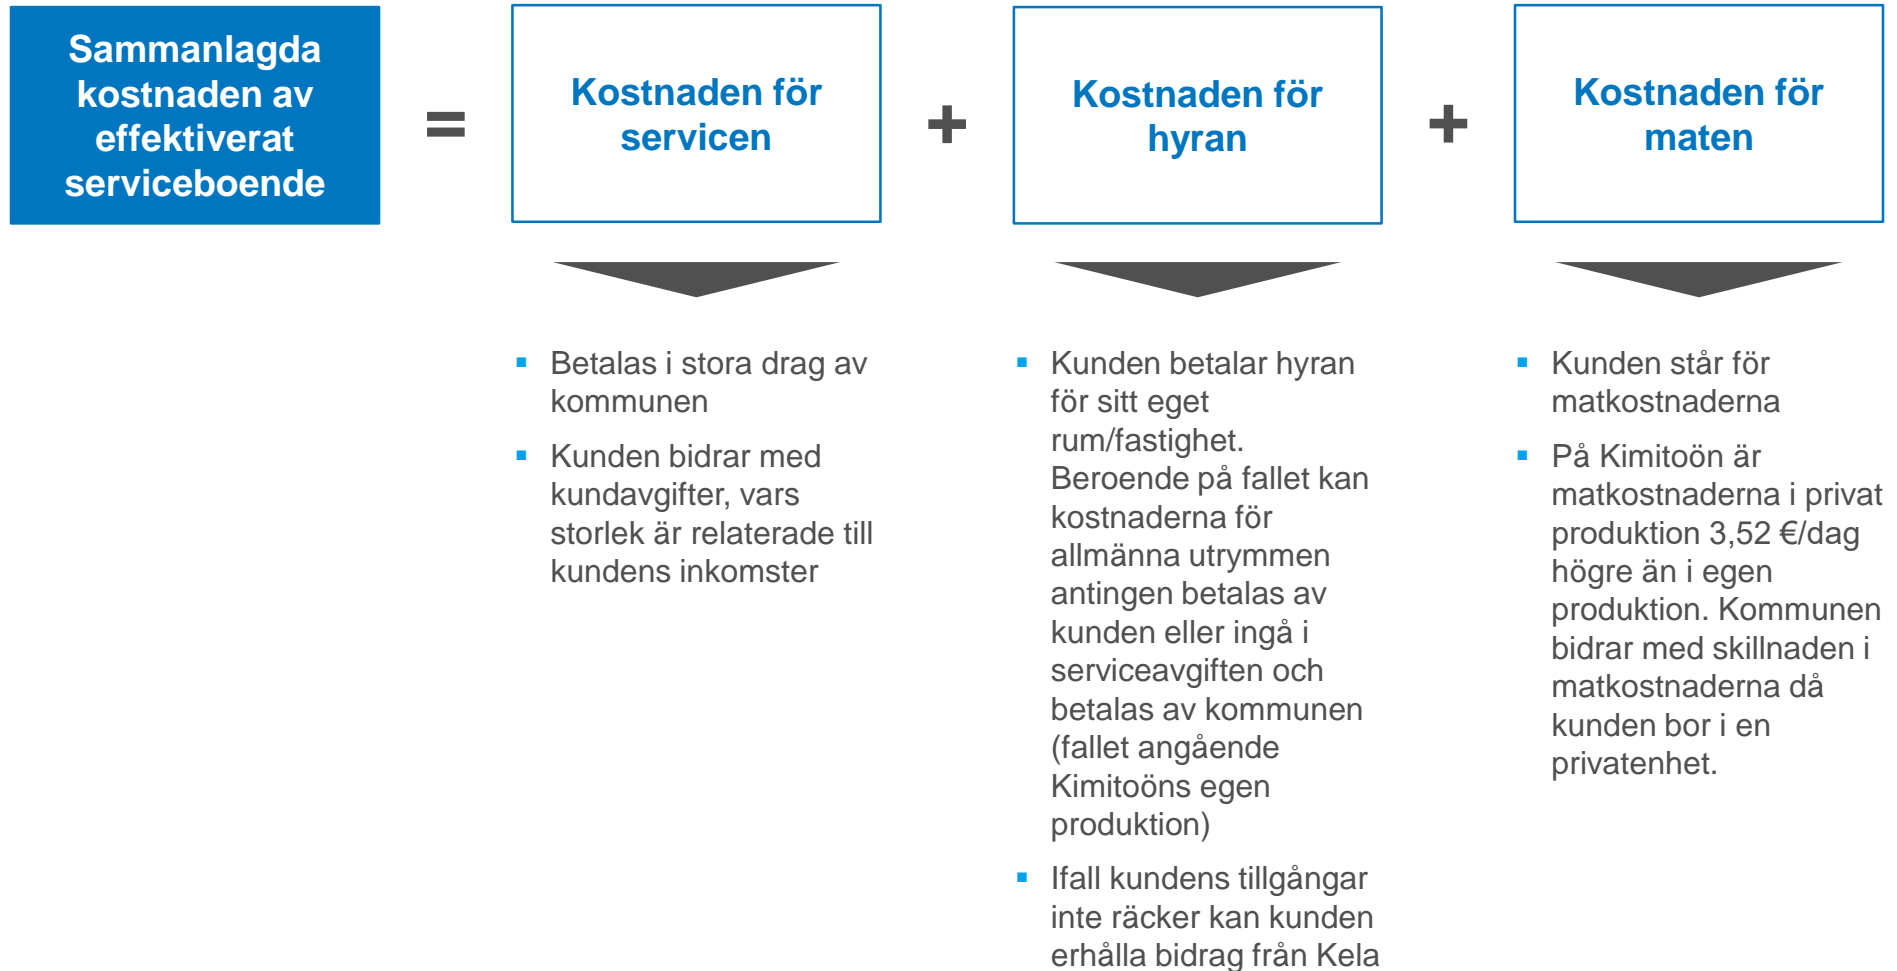 Sammanlagda
kostnaden av
effektiverat
serviceboende
=
Kostnaden för
servicen
+
Kostnaden för
hyran
+
Kostnaden för
maten
▪ Betalas i stora drag av
kommunen
▪ Kunden bidrar med
kundavgifter, vars
storlek är relaterade till
kundens inkomster
▪ Kunden betalar hyran
för sitt eget
rum/fastighet.
Beroende på fallet kan
kostnaderna för
allmänna utrymmen
antingen betalas av
kunden eller ingå i
serviceavgiften och
betalas av kommunen
(fallet angående
Kimitoöns egen
produktion)
▪ Ifall kundens tillgångar
inte räcker kan kunden
erhålla bidrag från Kela
▪ Kunden står för
matkostnaderna
▪ På Kimitoön är
matkostnaderna i privat
produktion 3,52 €/dag
högre än i egen
produktion. Kommunen
bidrar med skillnaden i
matkostnaderna då
kunden bor i en
privatenhet.